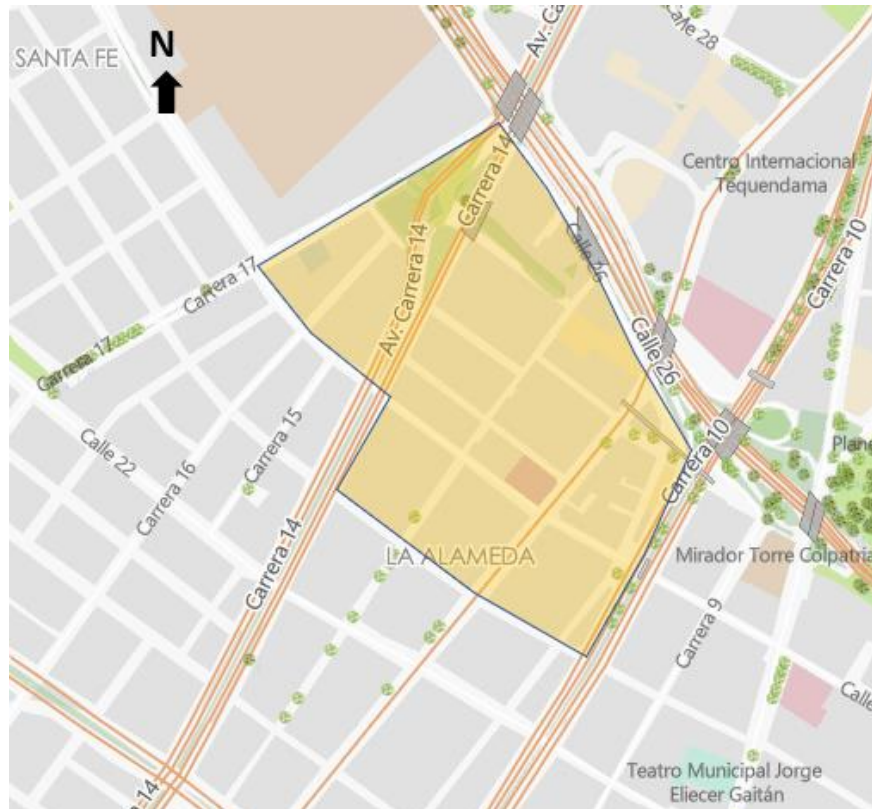 Av. Ca
Calle 28
SANTA FE
N
Centro Internacional
Tequendama
Carrera 14
Carrera 10
Calle 26
Carrera 17
Av. Carrera 14
Carrera 17
Calle 26
Carrera 15
Calle 22
Carrera 16
Carrera 10
Plane
LA ALAMEDA
Mirador Torre Colpatria
Carrera 14
Carrera 9
Calle
Teatro Municipal Jorge
Eliecer Gaitán
14